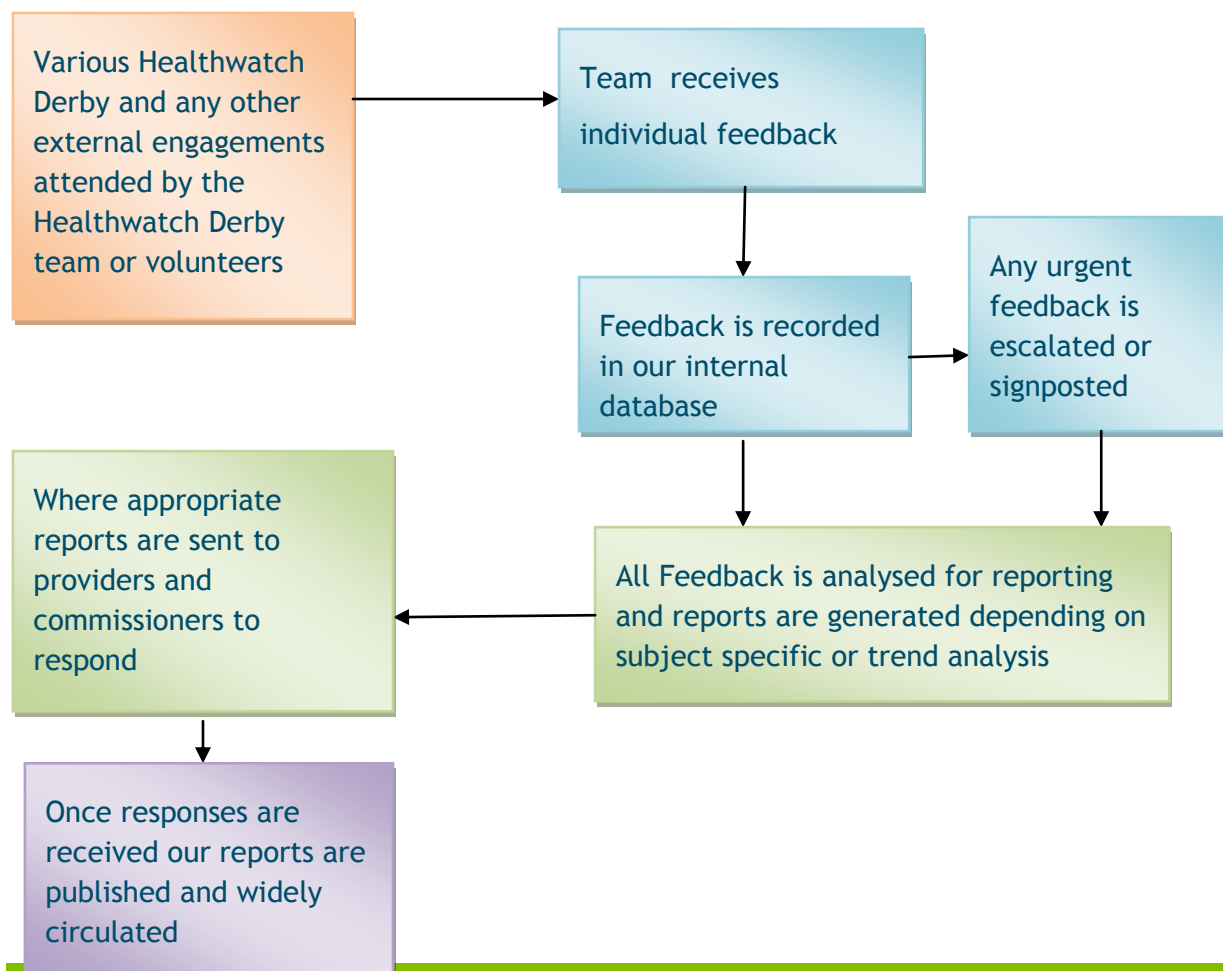 Various Healthwatch
Derby and any other
external engagements
attended by the
Healthwatch Derby
team or volunteers
Team receives
individual feedback
Feedback is recorded
in our internal
database
Any urgent
feedback is
escalated or
signposted
All Feedback is analysed for reporting
and reports are generated depending on
subject specific or trend analysis
Where appropriate
reports are sent to
providers and
commissioners to
respond
Once responses are
received our reports are
published and widely
circulated